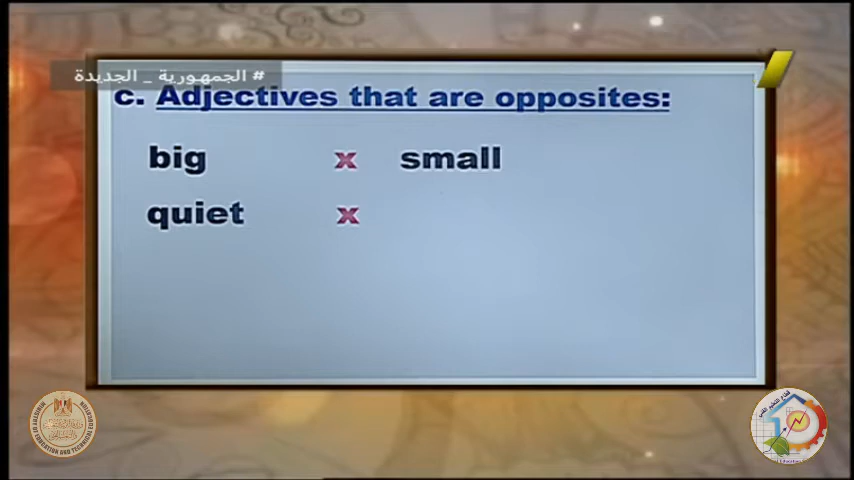 # الجمهورية _ الجديدة
c. Adjectives that are opposites:
big x small
quiet x